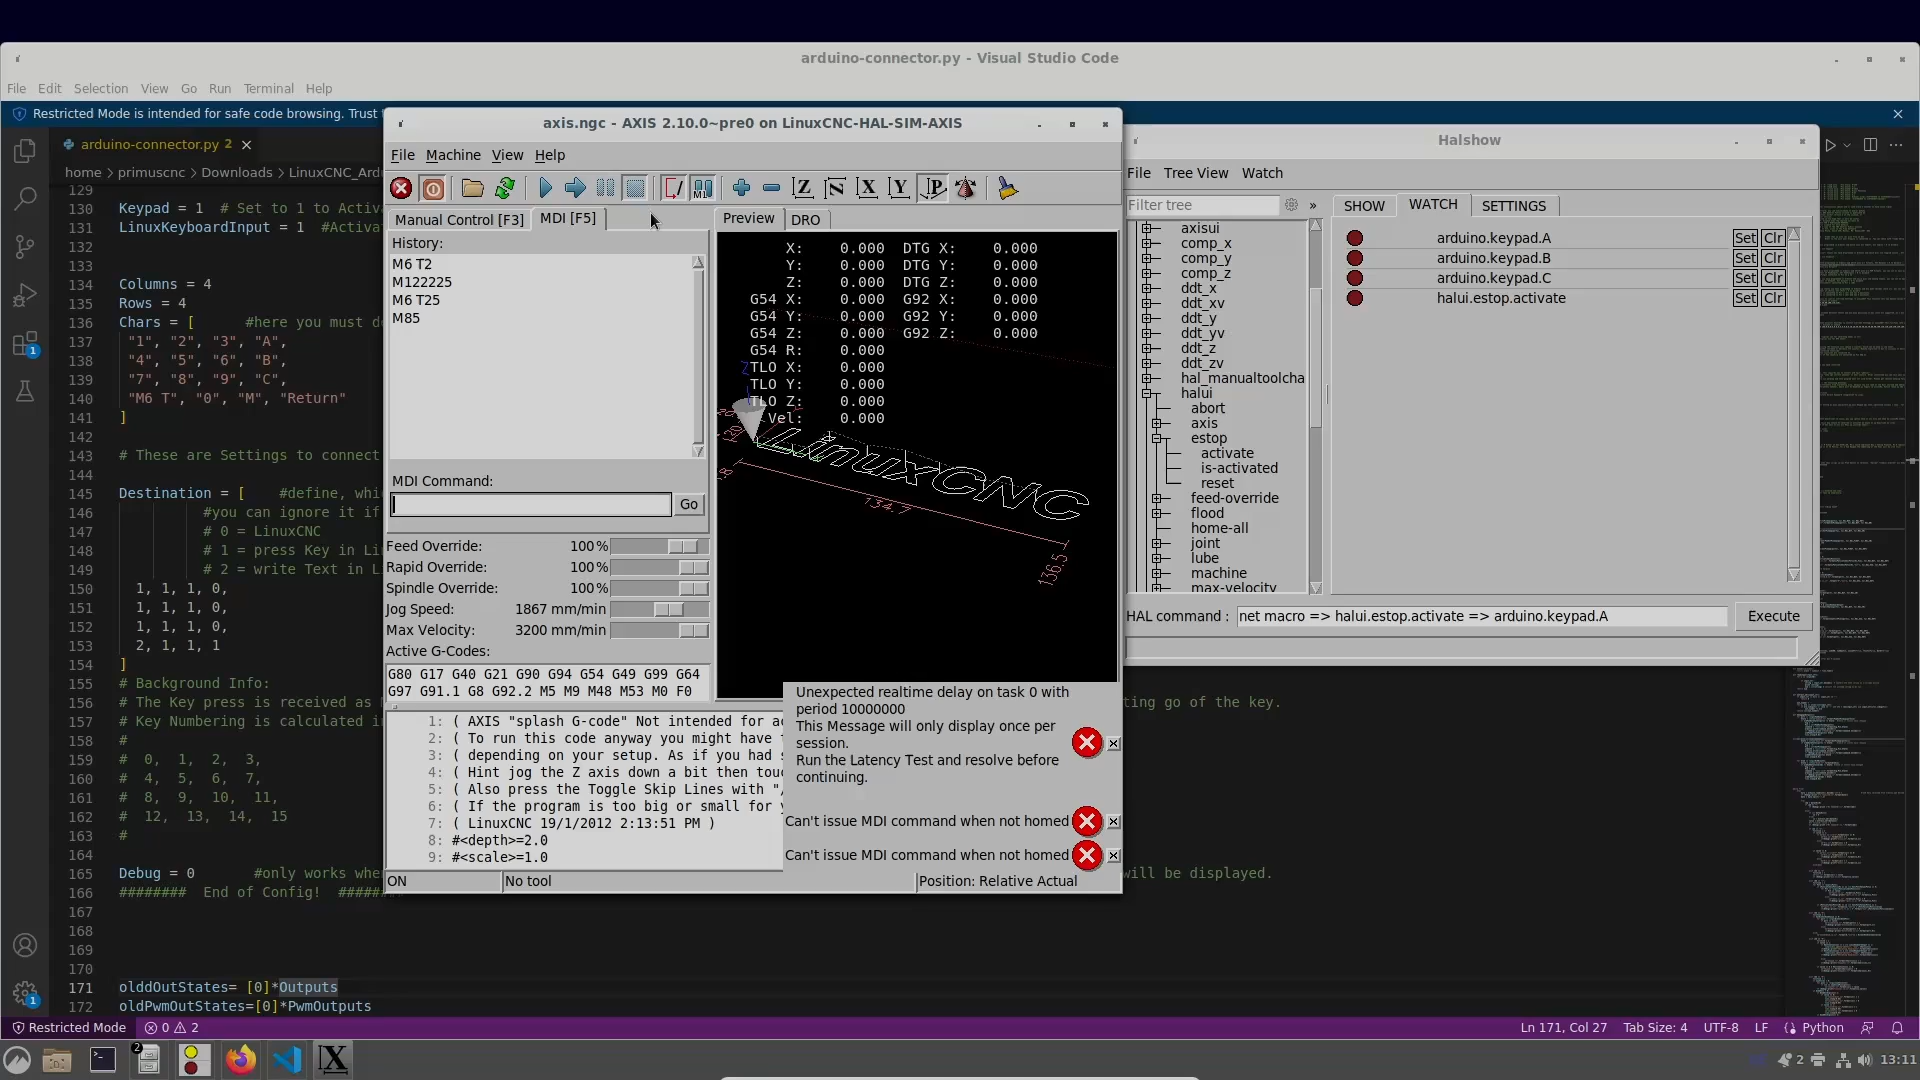 arduino-connector.py - Visual Studio Code
File Edit Selection View Go Run Terminal Help
Restricted Mode is intended for safe code browsing. Trust
arduino-connector.py 2
home > primuscnc > Downloads > LinuxCNC_Ard
129
130 Keypad = 1 # Set to 1 to Activ
131 LinuxKeyboardInput = 1 #Activa
132
133
134 Columns = 4
135 Rows = 4
136 Chars = [ #here you must d
137 "1", "2", "3", "A",
138 "4", "5", "6", "B",
139 "7", "8", "9", "C",
140 "M6 T", "0", "M", "Return"
141 ]
142
143 # These are Settings to connect
144
145 Destination = [ #define, whi
146 #you can ignore it if
147 # 0 = LinuxCNC
148 # 1 = press Key in Li
149 # 2 = write Text in L
150 1, 1, 1, 0,
151 1, 1, 1, 0,
152 1, 1, 1, 0,
153 2, 1, 1, 1
154 ]
155 # Background Info:
156 # The Key press is received as
ting go of the key.
157 # Key Numbering is calculated i
158 #
159 # 0, 1, 2, 3,
160 # 4, 5, 6, 7,
161 # 8, 9, 10, 11,
162 # 12, 13, 14, 15
163 #
164
165 Debug = 0 #only works whe
will be displayed.
166 ######## End of Config! ####
167
168
169
170
171 olddOutStates= [0]*Outputs
172 oldPwmOutStates=[0]*PwmOutputs
1
1
axis.ngc - AXIS 2.10.0~pre0 on LinuxCNC-HAL-SIM-AXIS
File Machine View Help
M1 Z N X Y P
Manual Control [F3] MDI [F5]
History:
M6 T2
M122225
M6 T25
M85
MDI Command:
Go
Feed Override: 100%
Rapid Override: 100%
Spindle Override: 100%
Jog Speed: 1867 mm/min
Max Velocity: 3200 mm/min
Active G-Codes:
G80 G17 G40 G21 G90 G94 G54 G49 G99 G64
G97 G91.1 G8 G92.2 M5 M9 M48 M53 M0 F0
Preview DRO
X: 0.000 DTG X: 0.000
Y: 0.000 DTG Y: 0.000
Z: 0.000 DTG Z: 0.000
G54 X: 0.000 G92 X: 0.000
G54 Y: 0.000 G92 Y: 0.000
G54 Z: 0.000 G92 Z: 0.000
G54 R: 0.000
TLO X: 0.000
TLO Y: 0.000
TLO Z: 0.000
Vel: 0.000
Z
LinuxCNC
134.7
136.5
1: ( AXIS "splash G-code" Not intended for ac
2: ( To run this code anyway you might have
3: ( depending on your setup. As if you had s
4: ( Hint jog the Z axis down a bit then touc
5: ( Also press the Toggle Skip Lines with "
6: ( If the program is too big or small for
7: ( LinuxCNC 19/1/2012 2:13:51 PM )
8: #<depth>=2.0
9: #<scale>=1.0
Unexpected realtime delay on task 0 with
period 10000000
This Message will only display once per
session.
Run the Latency Test and resolve before
continuing.
Can't issue MDI command when not homed
Can't issue MDI command when not homed
ON No tool Position: Relative Actual
Halshow
File Tree View Watch
Filter tree »
axisui
comp_x
comp_y
comp_z
ddt_x
ddt_xv
ddt_y
ddt_yv
ddt_z
ddt_zv
hal_manualtoolcha
halui
abort
axis
estop
activate
is-activated
reset
feed-override
flood
home-all
joint
lube
machine
max-velocity
SHOW WATCH SETTINGS
arduino.keypad.A Set Clr
arduino.keypad.B Set Clr
arduino.keypad.C Set Clr
halui.estop.activate Set Clr
HAL command : net macro => halui.estop.activate => arduino.keypad.A Execute
Restricted Mode 0 2 Ln 171, Col 27 Tab Size: 4 UTF-8 LF Python
2 2 13:11